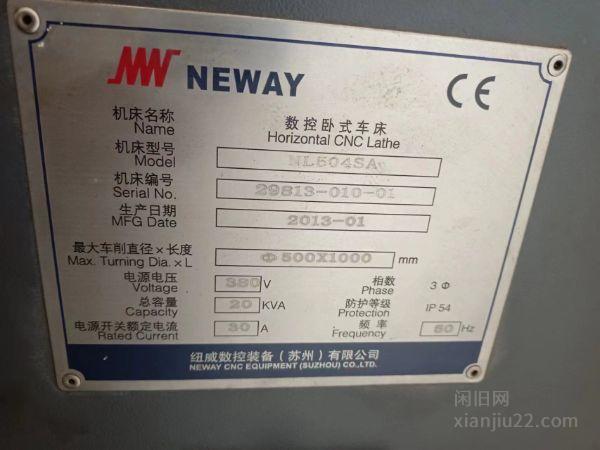 NEWAY CE
机床名称 数控卧式车床
Name Horizontal CNC Lathe
机床型号
Model NL504SA
机床编号
Serial No. 29813-010-01
生产日期
MFG Date 2013-01
最大车削直径×长度
Max. Turning Dia. × L Φ500X1000 mm
电源电压 相数
Voltage 380 V Phase 3 Φ
总容量 防护等级
Capacity 20 KVA Protection IP 54
电源开关额定电流 频率
Rated Current 30 A Frequency 50 Hz
纽威数控装备（苏州）有限公司
NEWAY CNC EQUIPMENT (SUZHOU) CO.,LTD.
闲旧网
xianjiu22.com